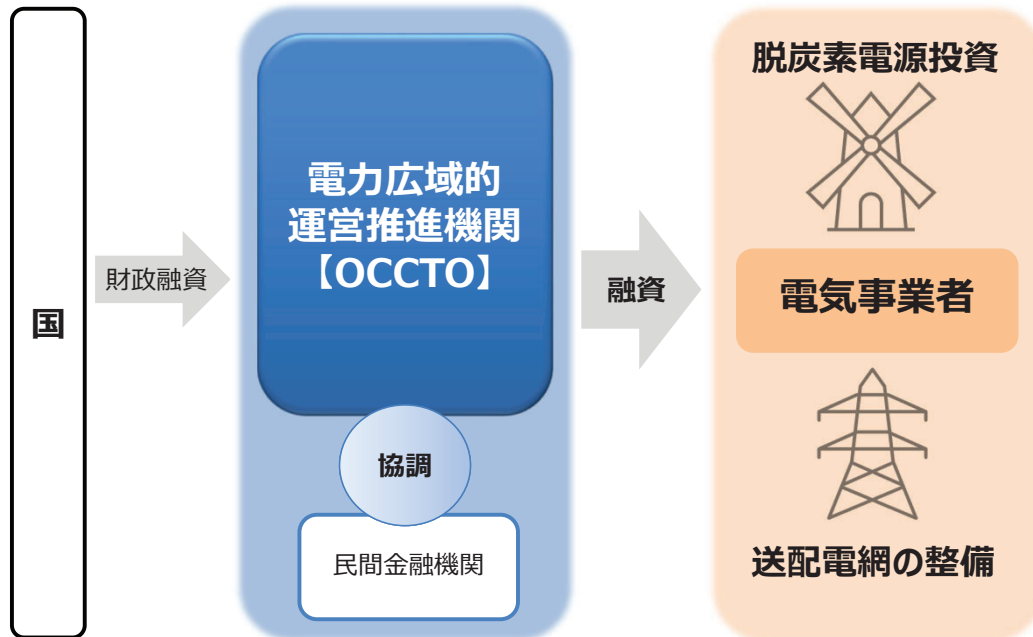 国
財政融資
電力広域的
運営推進機関
【OCCTO】
協調
民間金融機関
融資
脱炭素電源投資
電気事業者
送配電網の整備